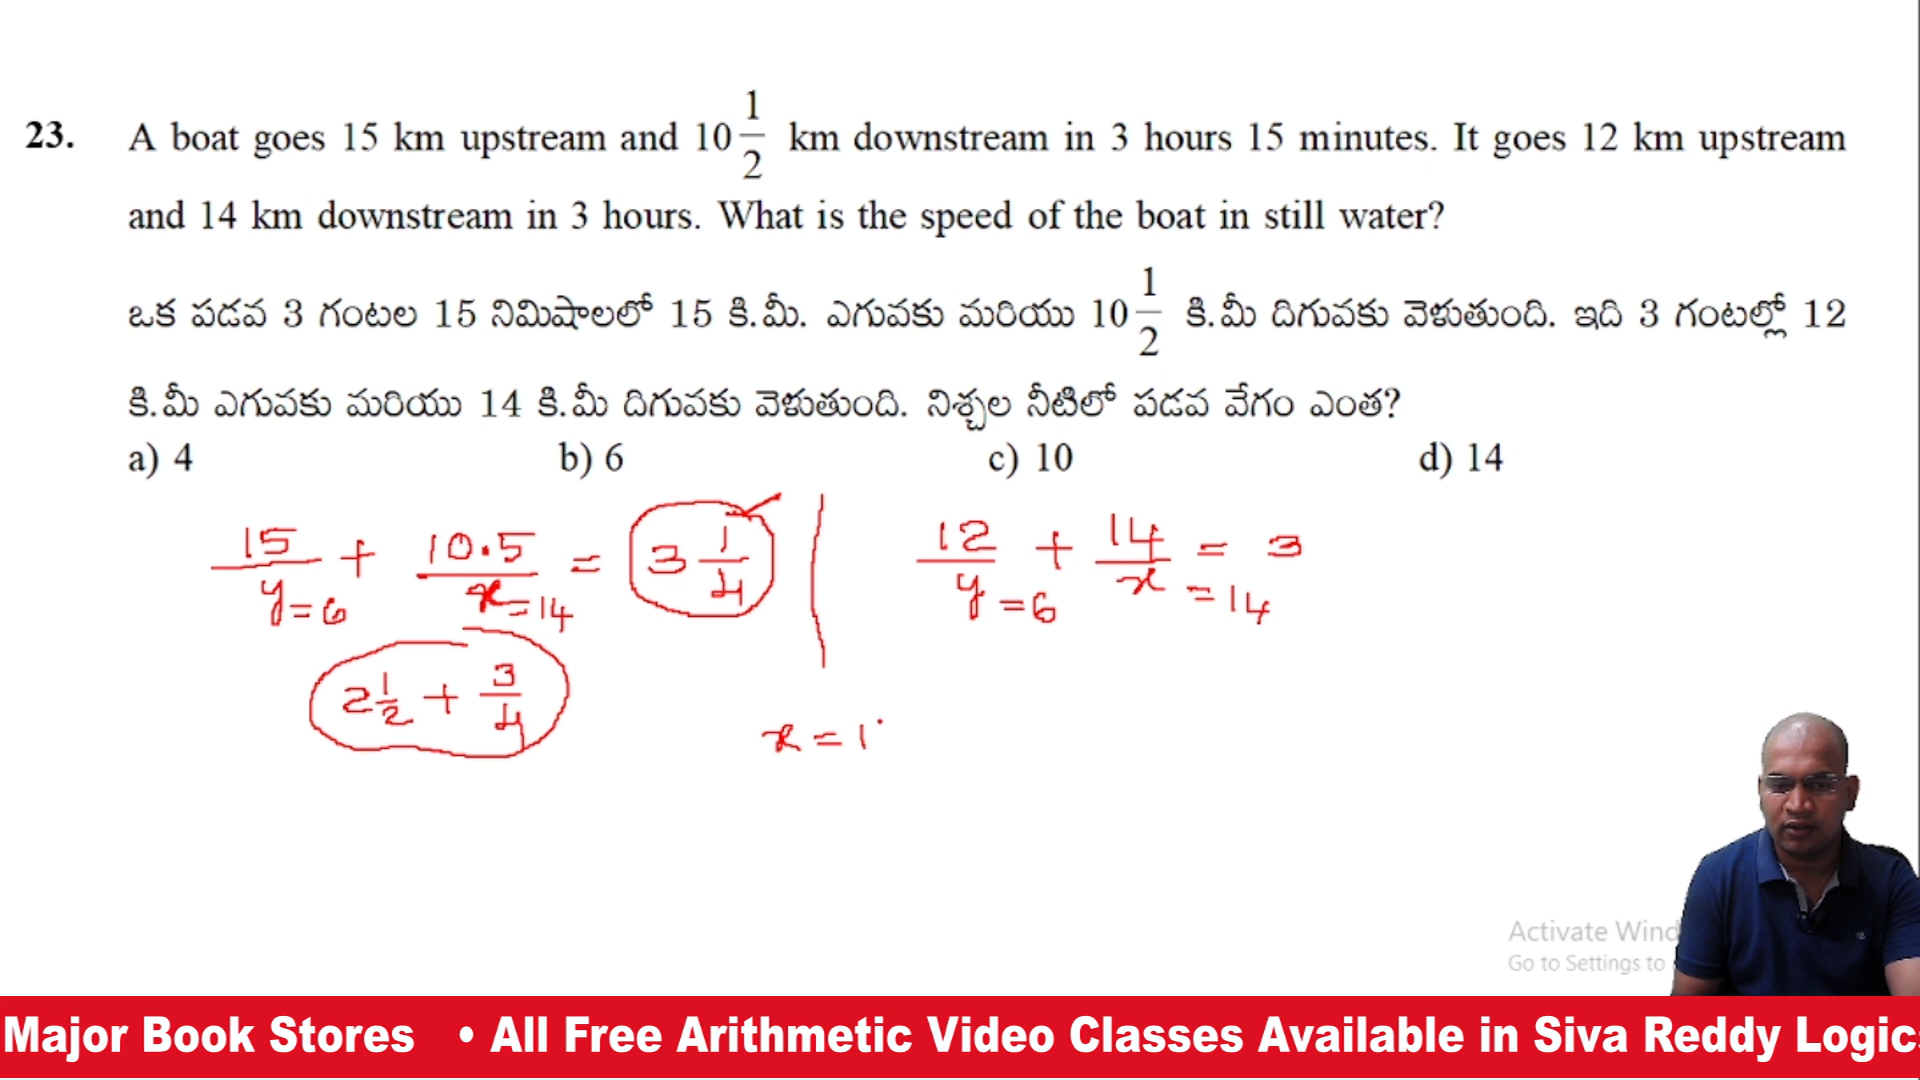 23. A boat goes 15 km upstream and 10 1/2 km downstream in 3 hours 15 minutes. It goes 12 km upstream
and 14 km downstream in 3 hours. What is the speed of the boat in still water?
ఒక పడవ 3 గంటల 15 నిమిషాలలో 15 కి.మీ. ఎగువకు మరియు 10 1/2 కి.మీ దిగువకు వెళుతుంది. ఇది 3 గంటల్లో 12
కి.మీ ఎగువకు మరియు 14 కి.మీ దిగువకు వెళుతుంది. నిశ్చల నీటిలో పడవ వేగం ఎంత?
a) 4 b) 6 c) 10 d) 14
15/y=6 + 10.5/x=14 = 3 1/4
12/y=6 + 14/x=14 = 3
2 1/2 + 3/4
x = 1
Activate Wind
Go to Settings to
Major Book Stores • All Free Arithmetic Video Classes Available in Siva Reddy Logic